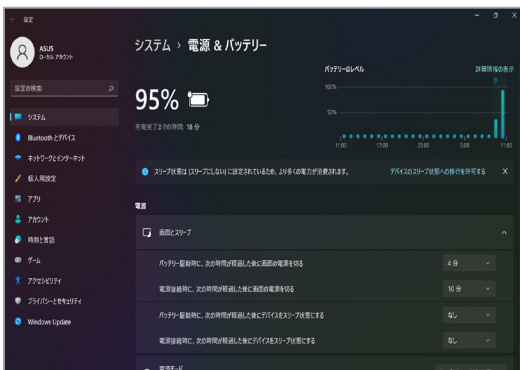 設定
ASUS
ローカル アカウント
設定の検索
システム
Bluetooth とデバイス
ネットワークとインターネット
個人用設定
アプリ
アカウント
時刻と言語
ゲーム
アクセシビリティ
プライバシーとセキュリティ
Windows Update
システム › 電源 & バッテリー
95%
充電完了までの時間: 18 分
バッテリーのレベル
詳細情報の表示
100%
50%
11:00 17:00 23:00 5:00 11:00
スリープ状態は [スリープにしない] に設定されているため、より多くの電力が消費されます。
デバイスのスリープ状態への移行を許可する
電源
画面とスリープ
バッテリー駆動時に、次の時間が経過した後に画面の電源を切る
4 分
電源接続時に、次の時間が経過した後に画面の電源を切る
10 分
バッテリー駆動時に、次の時間が経過した後にデバイスをスリープ状態にする
なし
電源接続時に、次の時間が経過した後にデバイスをスリープ状態にする
なし
電源モード